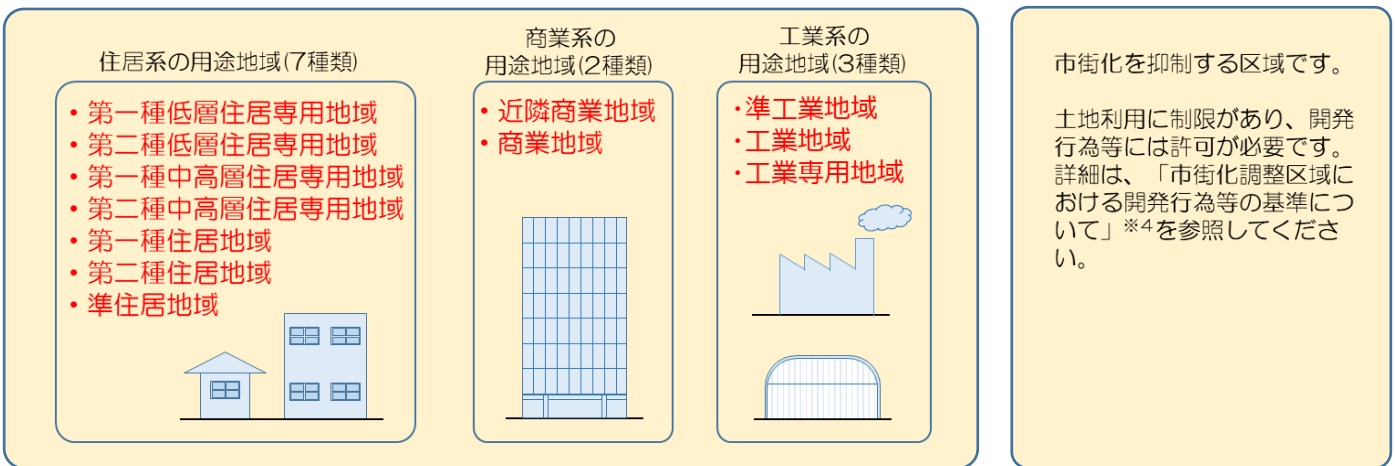 住居系の用途地域(7種類)
・第一種低層住居専用地域
・第二種低層住居専用地域
・第一種中高層住居専用地域
・第二種中高層住居専用地域
・第一種住居地域
・第二種住居地域
・準住居地域
商業系の
用途地域(2種類)
・近隣商業地域
・商業地域
工業系の
用途地域(3種類)
・準工業地域
・工業地域
・工業専用地域
市街化を抑制する区域です。
土地利用に制限があり、開発
行為等には許可が必要です。
詳細は、「市街化調整区域に
おける開発行為等の基準につ
いて」※4を参照してくださ
い。